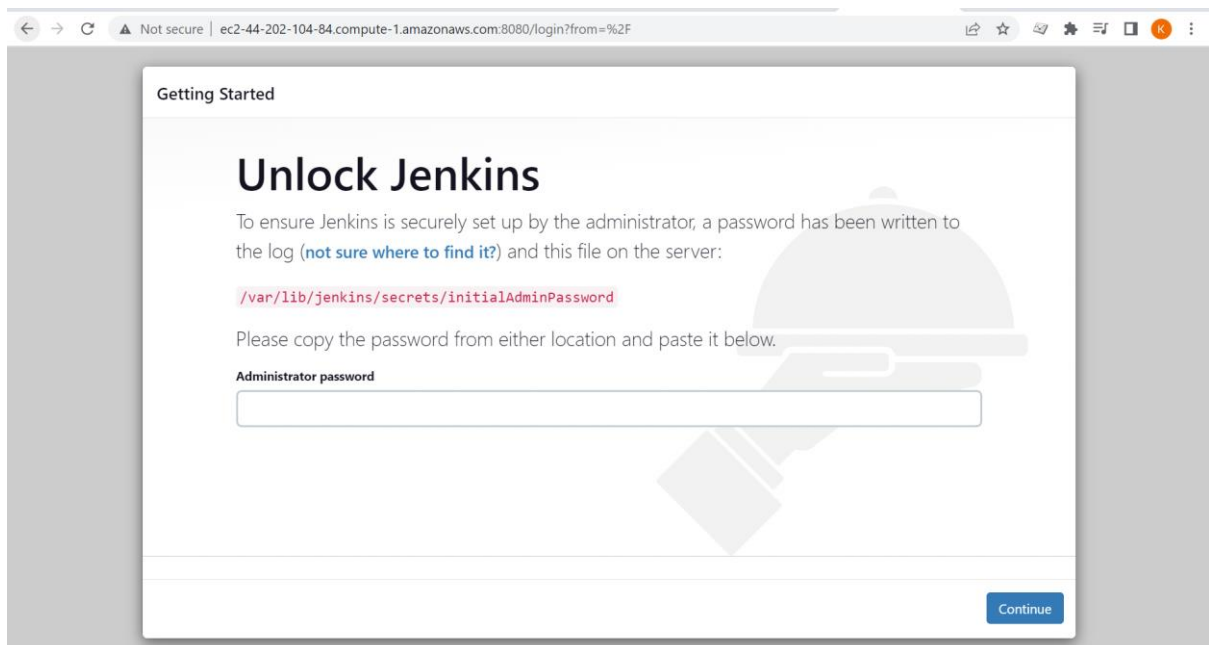 Not secure | ec2-44-202-104-84.compute-1.amazonaws.com:8080/login?from=%2F
K
Getting Started
Unlock Jenkins
To ensure Jenkins is securely set up by the administrator, a password has been written to
the log (not sure where to find it?) and this file on the server:
/var/lib/jenkins/secrets/initialAdminPassword
Please copy the password from either location and paste it below.
Administrator password
Continue